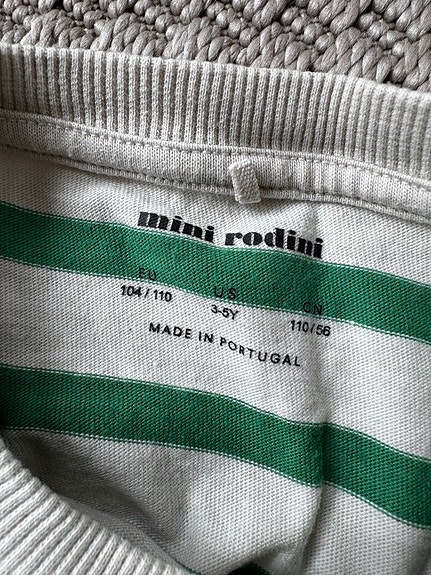 mini rodini
EU US CN
104/110 3-5Y 110/56
MADE IN PORTUGAL